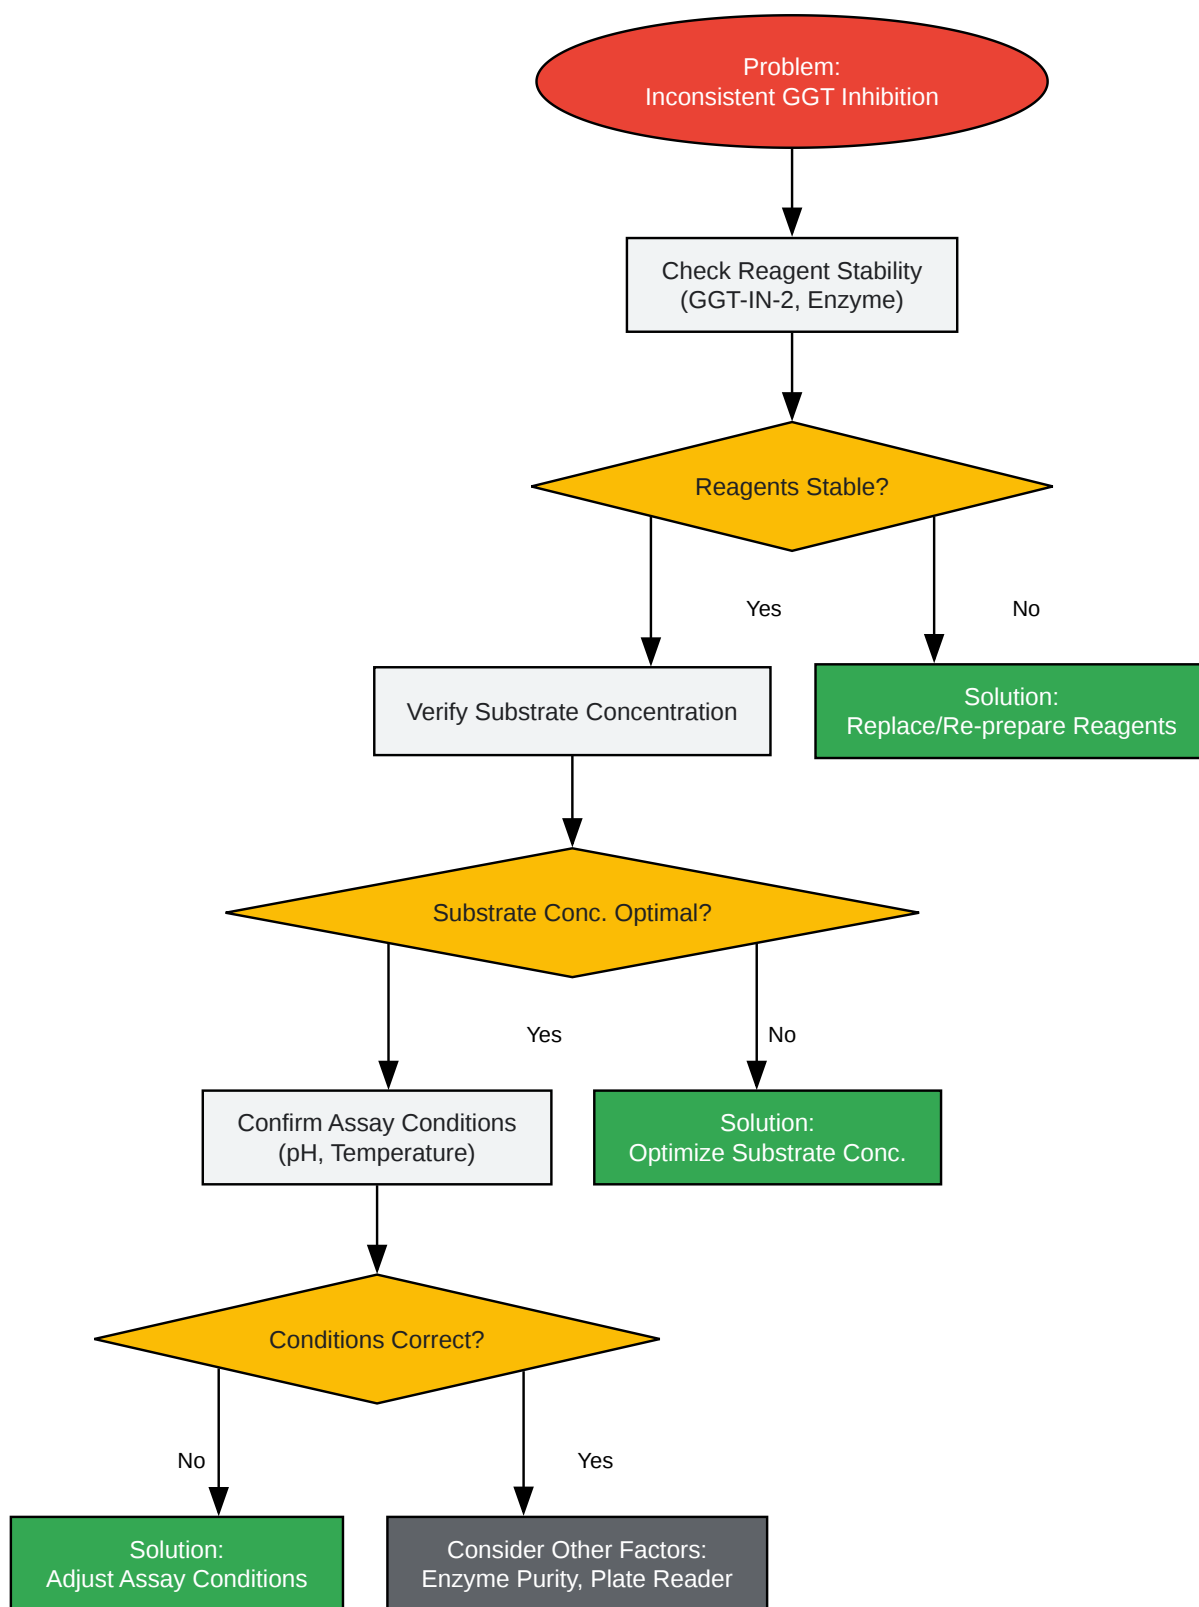 Problem:
Inconsistent GGT Inhibition
Check Reagent Stability
(GGT-IN-2, Enzyme)
Reagents Stable?
Yes
No
Verify Substrate Concentration
Solution:
Replace/Re-prepare Reagents
Substrate Conc. Optimal?
Yes
No
Confirm Assay Conditions
(pH, Temperature)
Solution:
Optimize Substrate Conc.
Conditions Correct?
No
Yes
Solution:
Adjust Assay Conditions
Consider Other Factors:
Enzyme Purity, Plate Reader